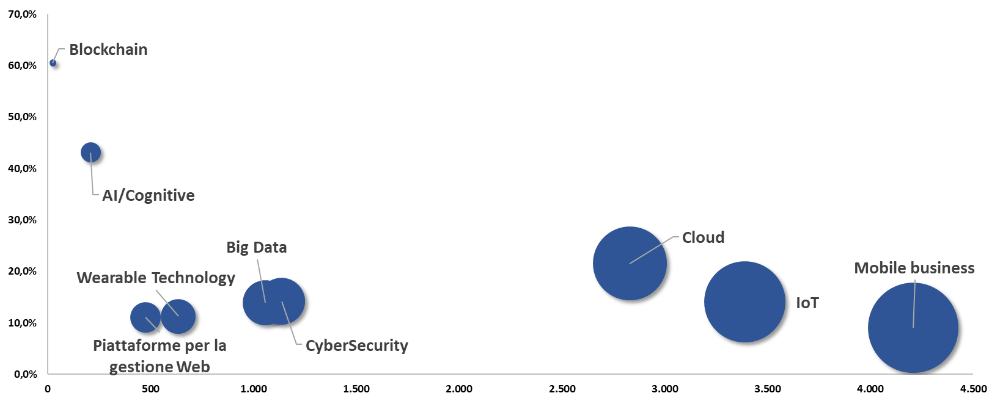 70,0%
Blockchain
60,0%
50,0%
40,0%
AI/Cognitive
30,0%
Cloud
Big Data
20,0%
Mobile business
Wearable Technology
IoT
10,0%
Piattaforme per la
gestione Web
CyberSecurity
0,0%
0 500 1.000 1.500 2.000 2.500 3.000 3.500 4.000 4.500